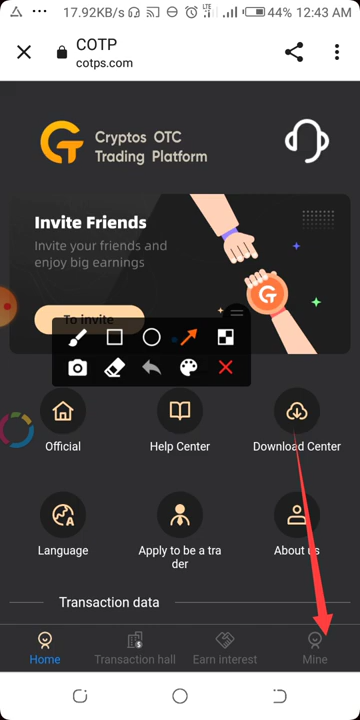 17.92KB/s
LTE
44% 12:43 AM
COTP
cotps.com
Cryptos OTC
Trading Platform
Invite Friends
Invite your friends and
enjoy big earnings
To invite
Official
Help Center
Download Center
Language
Apply to be a tra
der
About us
Transaction data
Home
Transaction hall
Earn interest
Mine